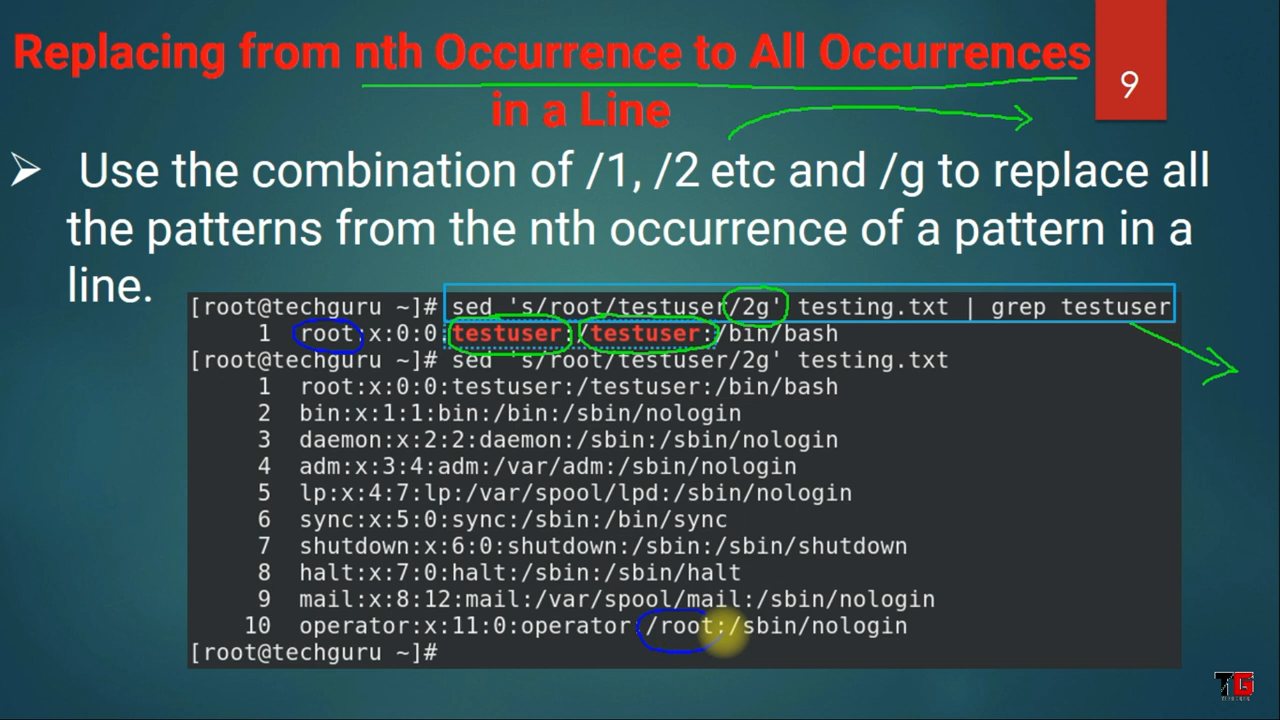 Replacing from nth Occurrence to All Occurrences
in a Line
9
➢ Use the combination of /1, /2 etc and /g to replace all
the patterns from the nth occurrence of a pattern in a
line.
[root@techguru ~]# sed 's/root/testuser/2g' testing.txt | grep testuser
1 root:x:0:0:testuser:/testuser:/bin/bash
[root@techguru ~]# sed 's/root/testuser/2g' testing.txt
1 root:x:0:0:testuser:/testuser:/bin/bash
2 bin:x:1:1:bin:/bin:/sbin/nologin
3 daemon:x:2:2:daemon:/sbin:/sbin/nologin
4 adm:x:3:4:adm:/var/adm:/sbin/nologin
5 lp:x:4:7:lp:/var/spool/lpd:/sbin/nologin
6 sync:x:5:0:sync:/sbin:/bin/sync
7 shutdown:x:6:0:shutdown:/sbin:/sbin/shutdown
8 halt:x:7:0:halt:/sbin:/sbin/halt
9 mail:x:8:12:mail:/var/spool/mail:/sbin/nologin
10 operator:x:11:0:operator:/root:/sbin/nologin
[root@techguru ~]#
TG